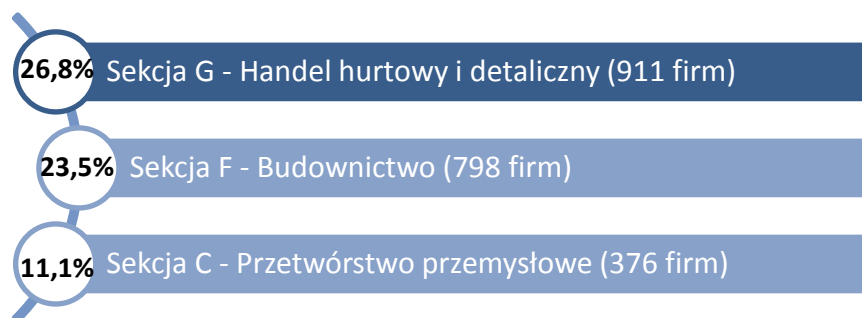 26,8% Sekcja G - Handel hurtowy i detaliczny (911 firm)
23,5% Sekcja F - Budownictwo (798 firm)
11,1% Sekcja C - Przetwórstwo przemysłowe (376 firm)